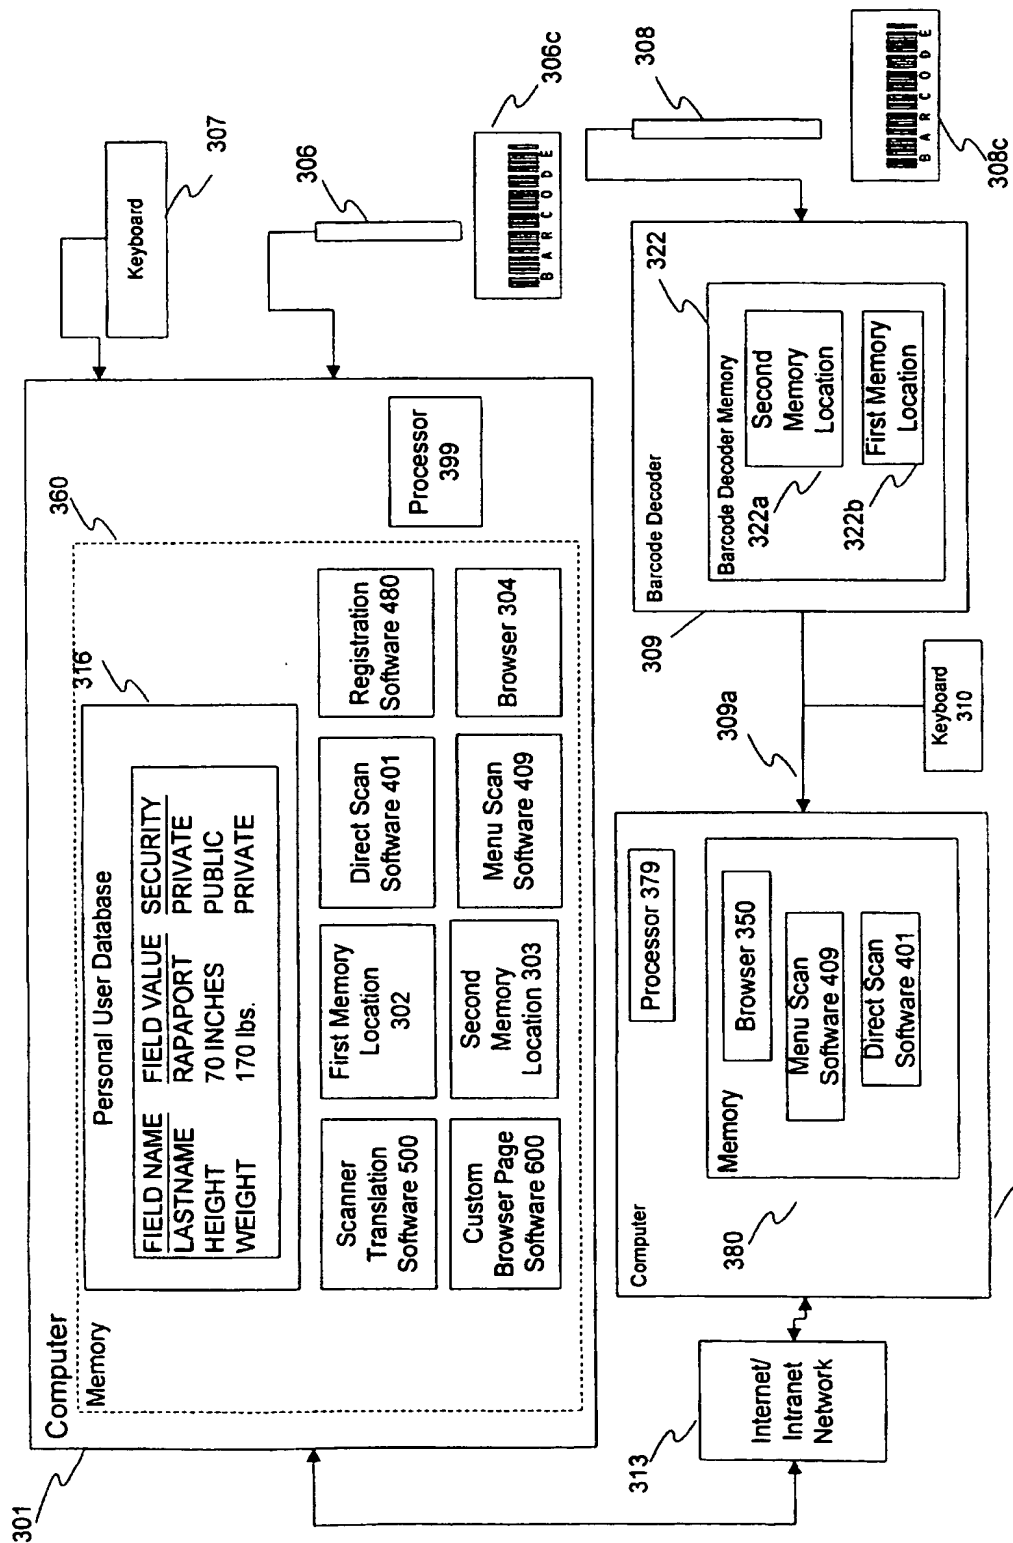 301
Computer
Memory
360
316
Personal User Database
FIELD NAME FIELD VALUE SECURITY
LASTNAME RAPAPORT PRIVATE
HEIGHT 70 INCHES PUBLIC
WEIGHT 170 lbs. PRIVATE
Scanner
Translation
Software 500
First Memory
Location
302
Direct Scan
Software 401
Registration
Software 480
Custom
Browser Page
Software 600
Second
Memory
Location 303
Menu Scan
Software 409
Browser 304
Processor
399
Keyboard
307
306
BARCODE
306c
313
Internet/
Intranet
Network
Computer
Processor 379
380
Memory
Browser 350
Menu Scan
Software 409
Direct Scan
Software 401
309a
Keyboard
310
309
Barcode Decoder
Barcode Decoder Memory
322
Second
Memory
Location
322a
First Memory
Location
322b
308
BARCODE
308c